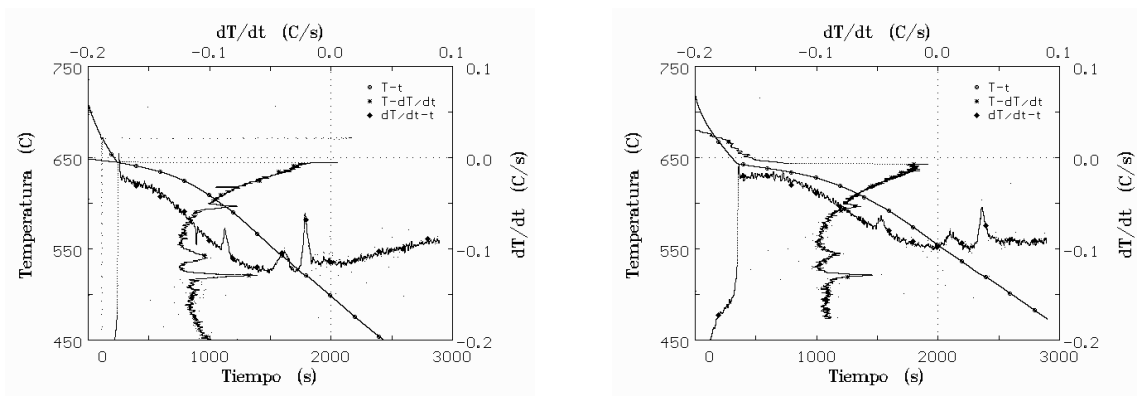 dT/dt (C/s)
-0.2 -0.1 0.0 0.1
750 0.1
T-t
T-dT/dt
dT/dt-t
650 0.0
Temperatura (C)
dT/dt (C/s)
550 -0.1
450 -0.2
0 1000 2000 3000
Tiempo (s)
dT/dt (C/s)
-0.2 -0.1 0.0 0.1
750 0.1
T-t
T-dT/dt
dT/dt-t
650 0.0
Temperatura (C)
dT/dt (C/s)
550 -0.1
450 -0.2
0 1000 2000 3000
Tiempo (s)